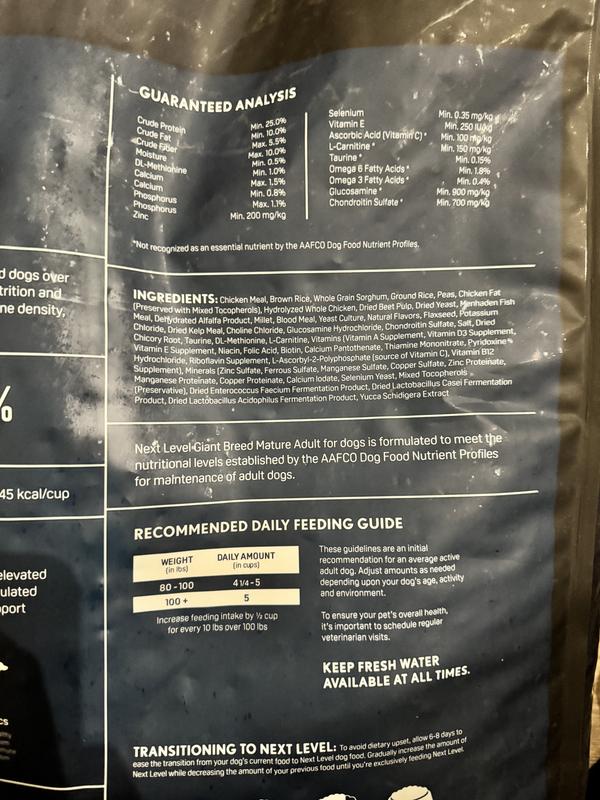 GUARANTEED ANALYSIS
Crude Protein Min. 25.0%
Crude Fat Min. 10.0%
Crude Fiber Max. 5.5%
Moisture Max. 10.0%
DL-Methionine Min. 0.5%
Calcium Min. 1.0%
Calcium Max. 1.5%
Phosphorus Min. 0.8%
Phosphorus Max. 1.1%
Zinc Min. 200 mg/kg
Selenium Min. 0.35 mg/kg
Vitamin E Min. 250 IU/kg
Ascorbic Acid (Vitamin C)* Min. 100 mg/kg
L-Carnitine* Min. 150 mg/kg
Taurine* Min. 0.15%
Omega 6 Fatty Acids* Min. 1.8%
Omega 3 Fatty Acids* Min. 0.4%
Glucosamine* Min. 900 mg/kg
Chondroitin Sulfate* Min. 700 mg/kg
*Not recognized as an essential nutrient by the AAFCO Dog Food Nutrient Profiles.
d dogs over
trition and
ne density,
%
45 kcal/cup
elevated
ulated
port
cs
INGREDIENTS: Chicken Meal, Brown Rice, Whole Grain Sorghum, Ground Rice, Peas, Chicken Fat
(Preserved with Mixed Tocopherols), Hydrolyzed Whole Chicken, Dried Beet Pulp, Dried Yeast, Menhaden Fish
Meal, Dehydrated Alfalfa Product, Millet, Blood Meal, Yeast Culture, Natural Flavors, Flaxseed, Potassium
Chloride, Dried Kelp Meal, Choline Chloride, Glucosamine Hydrochloride, Chondroitin Sulfate, Salt, Dried
Chicory Root, Taurine, DL-Methionine, L-Carnitine, Vitamins (Vitamin A Supplement, Vitamin D3 Supplement,
Vitamin E Supplement, Niacin, Folic Acid, Biotin, Calcium Pantothenate, Thiamine Mononitrate, Pyridoxine
Hydrochloride, Riboflavin Supplement, L-Ascorbyl-2-Polyphosphate (source of Vitamin C), Vitamin B12
Supplement), Minerals (Zinc Sulfate, Ferrous Sulfate, Manganese Sulfate, Copper Sulfate, Zinc Proteinate,
Manganese Proteinate, Copper Proteinate, Calcium Iodate, Selenium Yeast, Mixed Tocopherols
(Preservative), Dried Enterococcus Faecium Fermentation Product, Dried Lactobacillus Casei Fermentation
Product, Dried Lactobacillus Acidophilus Fermentation Product, Yucca Schidigera Extract
Next Level Giant Breed Mature Adult for dogs is formulated to meet the
nutritional levels established by the AAFCO Dog Food Nutrient Profiles
for maintnence of adult dogs.
RECOMMENDED DAILY FEEDING GUIDE
WEIGHT DAILY AMOUNT
(in lbs) (in cups)
80 - 100 4 1/4 - 5
100 + 5
Increase feeding intake by ½ cup
for every 10 lbs over 100 lbs
These guidelines are an initial
recommendation for an average active
adult dog. Adjust amounts as needed
depending upon your dog's age, activity
and environment.
To ensure your pet's overall health,
it's important to schedule regular
veterinarian visits.
KEEP FRESH WATER
AVAILABLE AT ALL TIMES.
TRANSITIONING TO NEXT LEVEL: To avoid dietary upset, allow 6-8 days to
ease the transition from your dog's current food to Next Level dog food. Gradually increase the amount of
Next Level while decreasing the amount of your previous food until you're exclusively feeding Next Level.